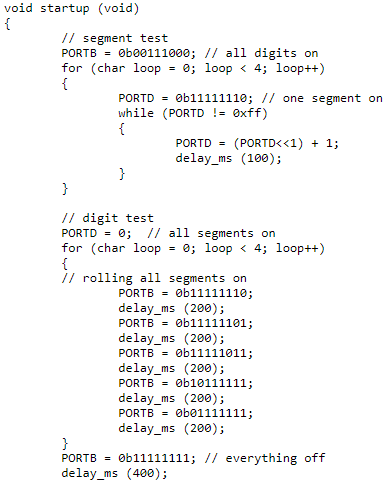 void startup (void)
{
// segment test
PORTB = 0b00111000; // all digits on
for (char loop = 0; loop < 4; loop++)
{
PORTD = 0b11111110; // one segment on
while (PORTD != 0xff)
{
PORTD = (PORTD<<1) + 1;
delay_ms (100);
}
}
// digit test
PORTD = 0;  // all segments on
for (char loop = 0; loop < 4; loop++)
{
// rolling all segments on
PORTB = 0b11111110;
delay_ms (200);
PORTB = 0b11111101;
delay_ms (200);
PORTB = 0b11111011;
delay_ms (200);
PORTB = 0b10111111;
delay_ms (200);
PORTB = 0b01111111;
delay_ms (200);
}
PORTB = 0b11111111; // everything off
delay_ms (400);